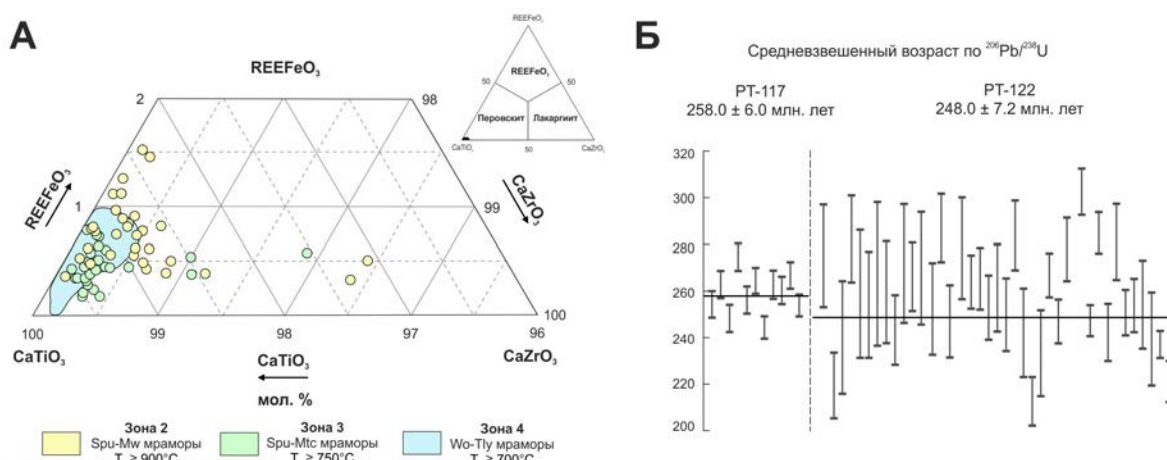 А
REEFeO₃
2
98
REEFeO₃
CaZrO₃
1
99
100
99
98
97
96
100
CaTiO₃
CaTiO₃
CaZrO₃
мол. %
REEFeO₃
50
REEFeO₃
50
Перовскит
Лакаргиит
CaTiO₃
50
CaZrO₃
Зона 2
Spu-Mw мраморы
T ≥ 900°C
Зона 3
Spu-Mtc мраморы
T ≥ 750°C
Зона 4
Wo-Tly мраморы
T ≥ 700°C
Б
Средневзвешенный возраст по ²⁰⁶Pb/²³⁸U
PT-117
258.0 ± 6.0 млн. лет
PT-122
248.0 ± 7.2 млн. лет
320
300
280
260
240
220
200